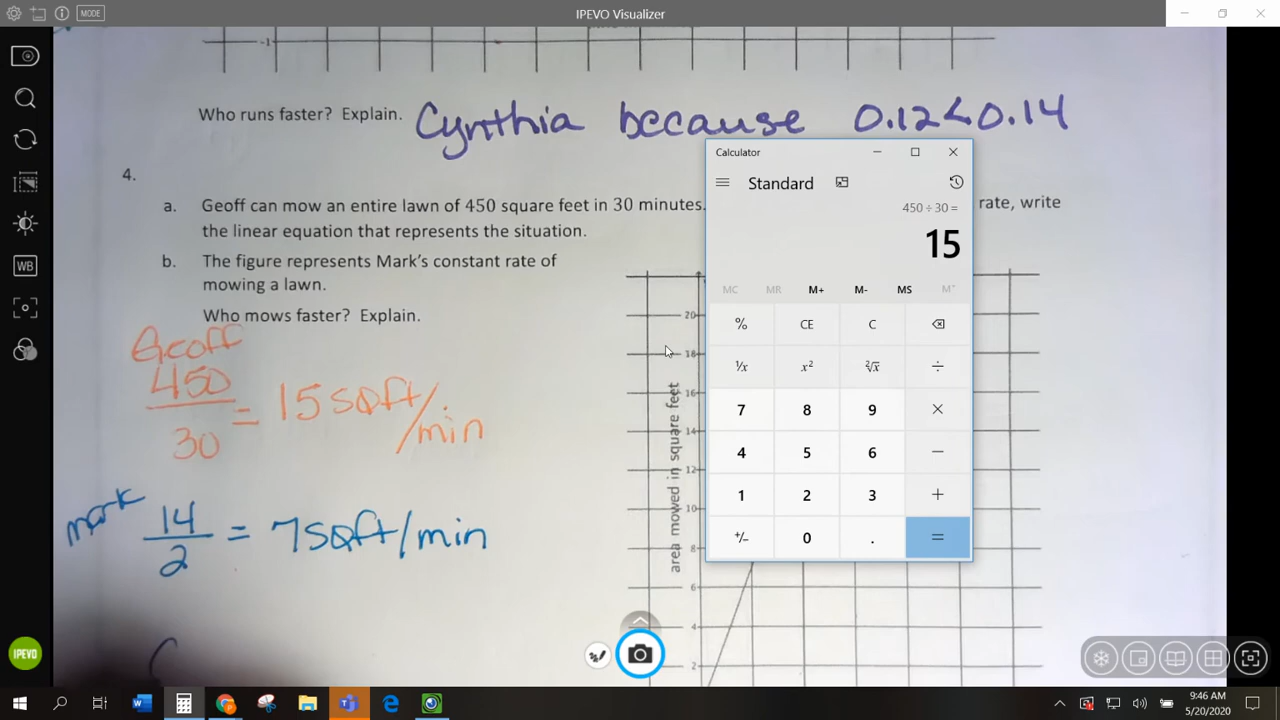 MODE
IPEVO Visualizer
-1
Who runs faster? Explain. Cynthia because 0.12<0.14
4.
a. Geoff can mow an entire lawn of 450 square feet in 30 minutes. rate, write
the linear equation that represents the situation.
b. The figure represents Mark's constant rate of
mowing a lawn.
Who mows faster? Explain.
Geoff
450
30
= 15 sqft/min
mark
14
2
= 7 sqft/min
area mowed in square feet
20
18
16
14
12
10
8
6
4
2
Calculator
Standard
450 ÷ 30 =
15
MC MR M+ M- MS M˅
% CE C
¹/x x² ²√x ÷
7 8 9 ×
4 5 6 −
1 2 3 +
+/- 0 . =
WB
IPEVO
9:46 AM
5/20/2020